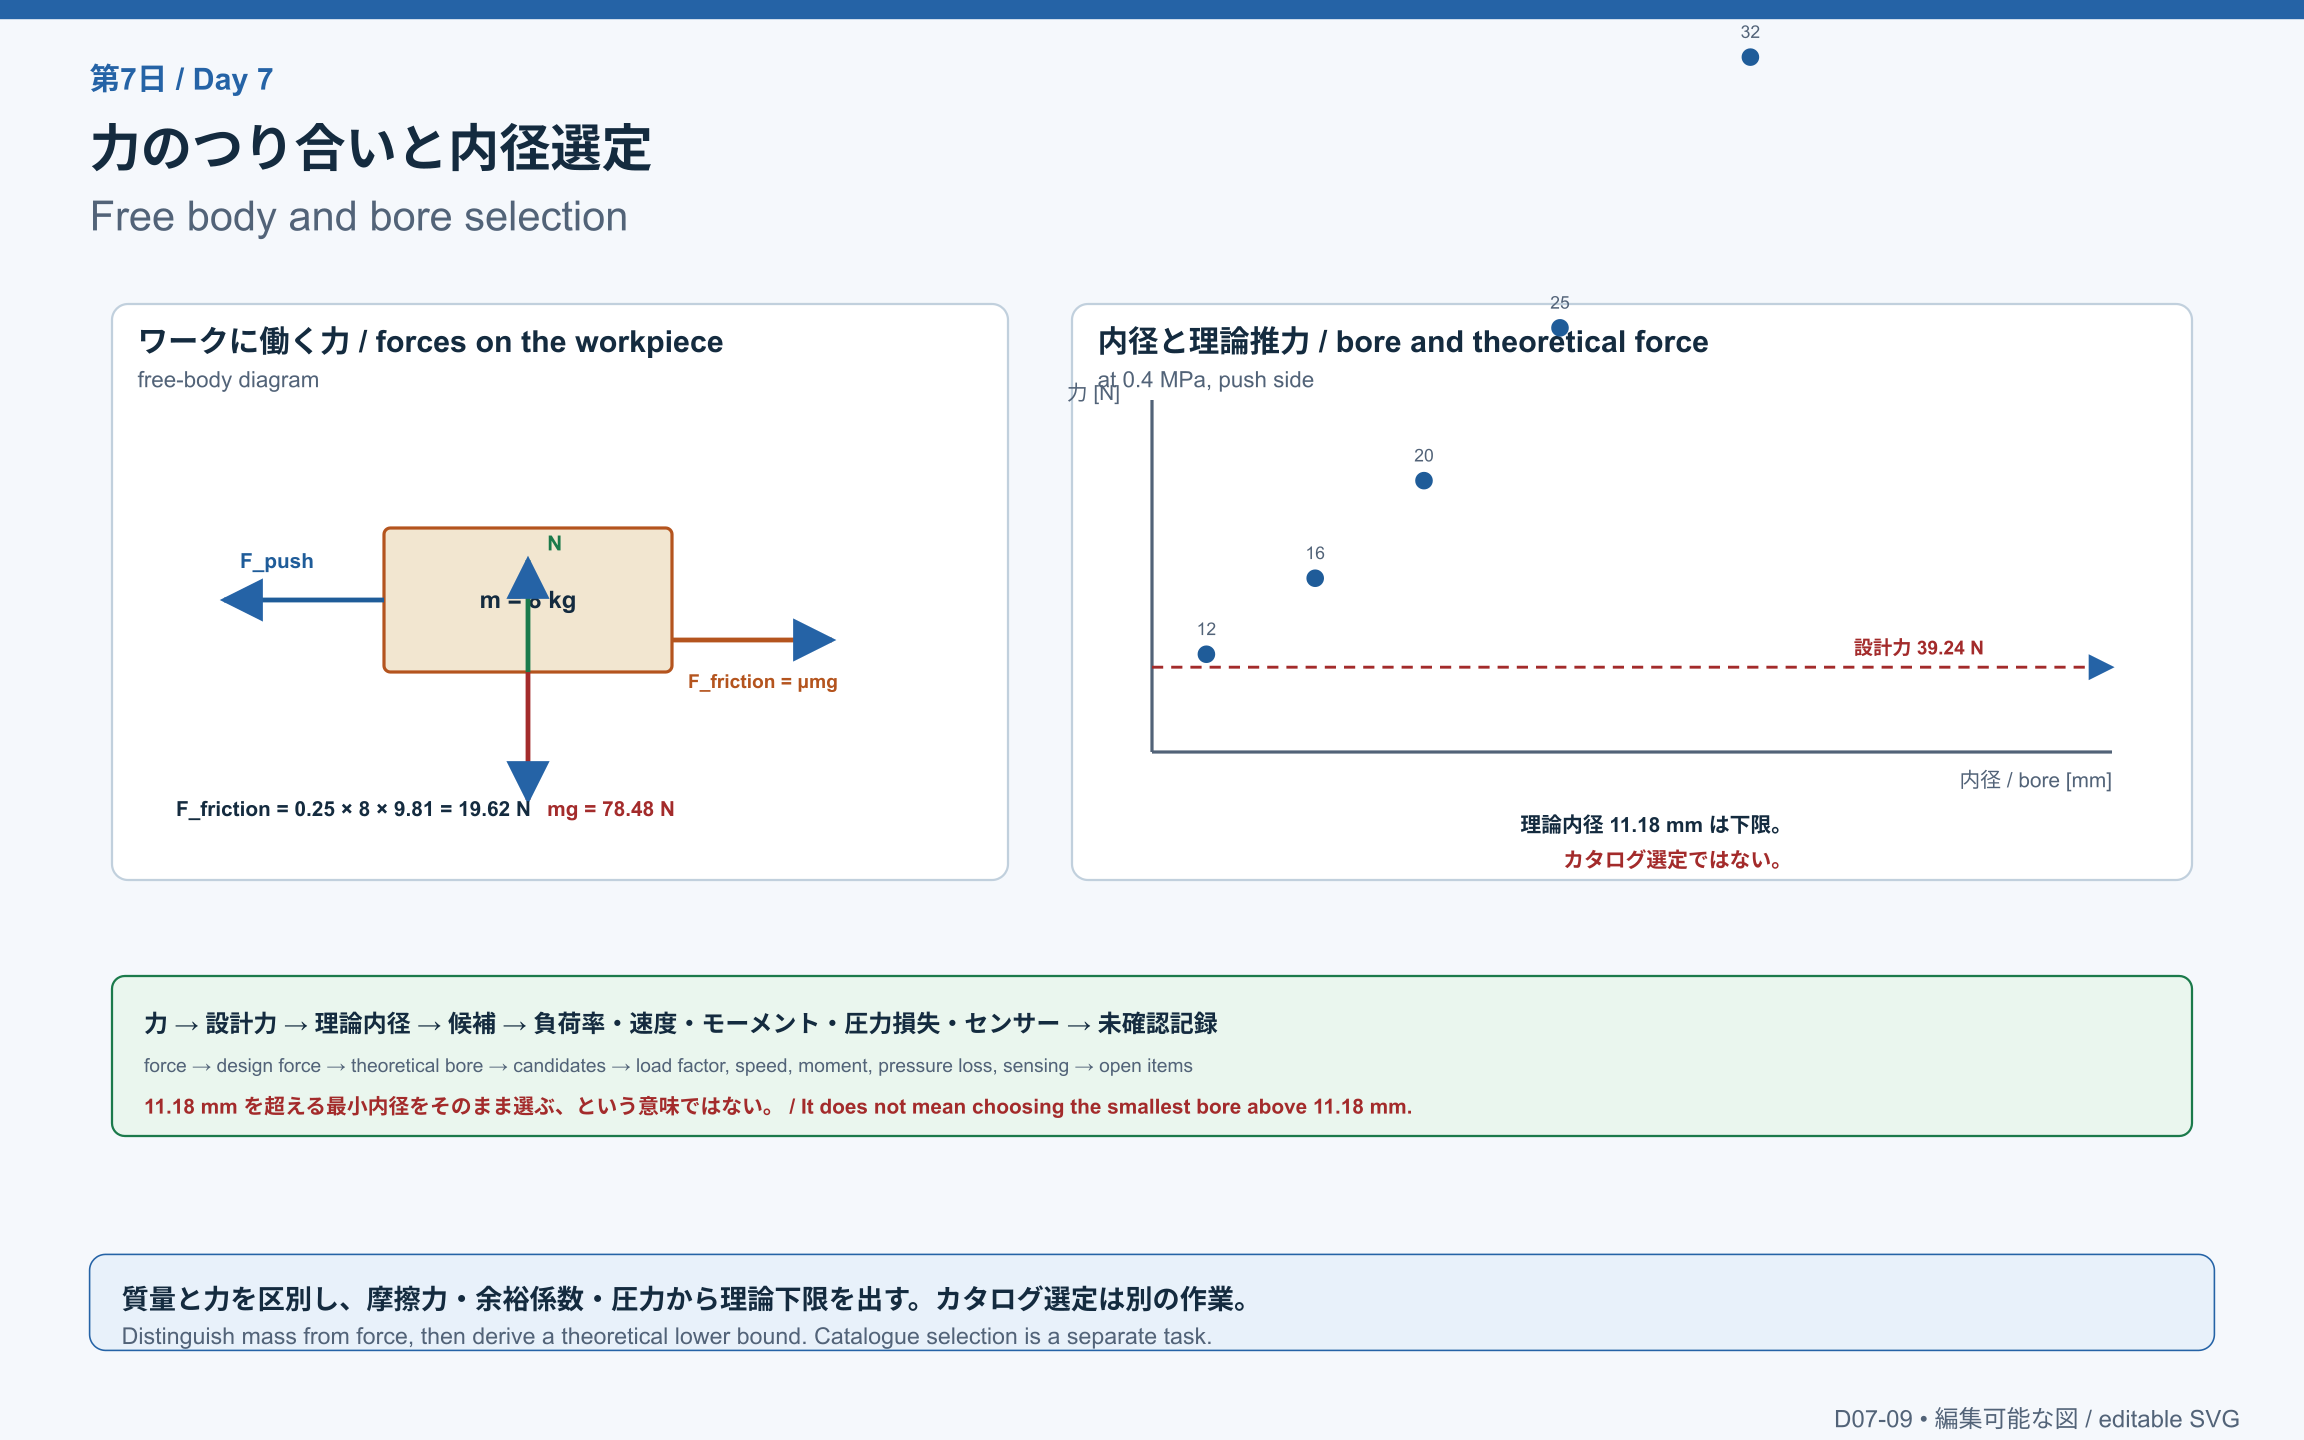 第7日 / Day 7
力のつり合いと内径選定
Free body and bore selection
ワークに働く力 / forces on the workpiece
free-body diagram
N
F_push
m = 8 kg
F_friction = μmg
F_friction = 0.25 × 8 × 9.81 = 19.62 N
mg = 78.48 N
32
25
内径と理論推力 / bore and theoretical force
at 0.4 MPa, push side
力 [N]
20
16
12
設計力 39.24 N
内径 / bore [mm]
理論内径 11.18 mm は下限。
カタログ選定ではない。
力 → 設計力 → 理論内径 → 候補 → 負荷率・速度・モーメント・圧力損失・センサー → 未確認記録
force → design force → theoretical bore → candidates → load factor, speed, moment, pressure loss, sensing → open items
11.18 mm を超える最小内径をそのまま選ぶ、という意味ではない。 / It does not mean choosing the smallest bore above 11.18 mm.
質量と力を区別し、摩擦力・余裕係数・圧力から理論下限を出す。カタログ選定は別の作業。
Distinguish mass from force, then derive a theoretical lower bound. Catalogue selection is a separate task.
D07-09 • 編集可能な図 / editable SVG